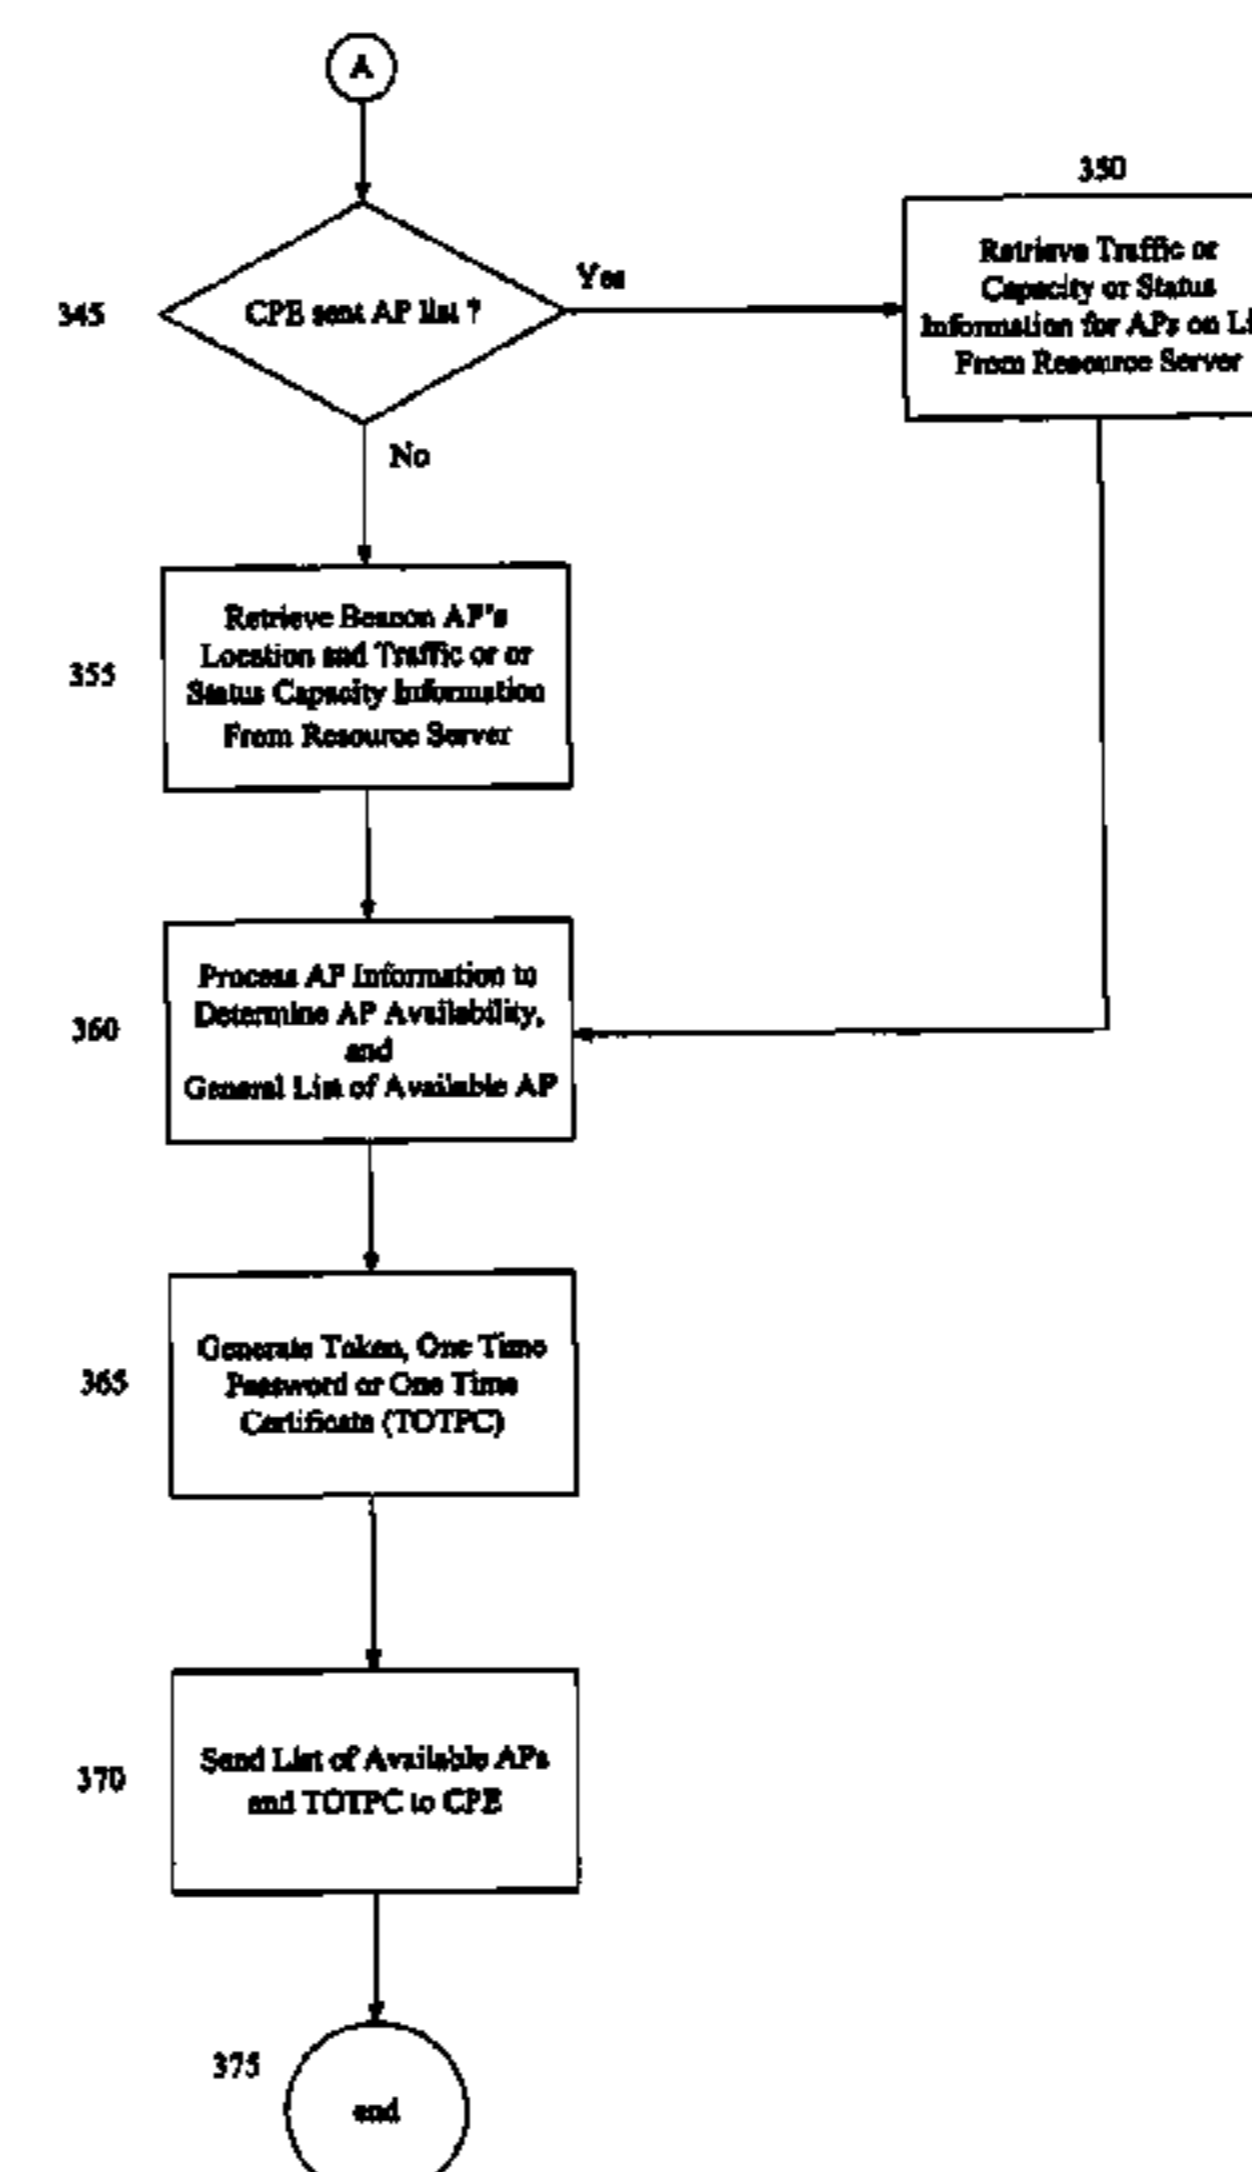 A
350
Retrieve Traffic or
Capacity or Status
Information for APs on
From Resource Server
Yes
345
CPE sent AP list ?
No
355
Retrieve Beacon AP's
Location and Traffic or or
Status Capacity Information
From Resource Server
360
Process AP Information to
Determine AP Availability,
and
General List of Available AP
365
Generate Token, One Time
Password or One Time
Certificate (TOTPC)
370
Send List of Available APs
and TOTPC to CPE
375
end